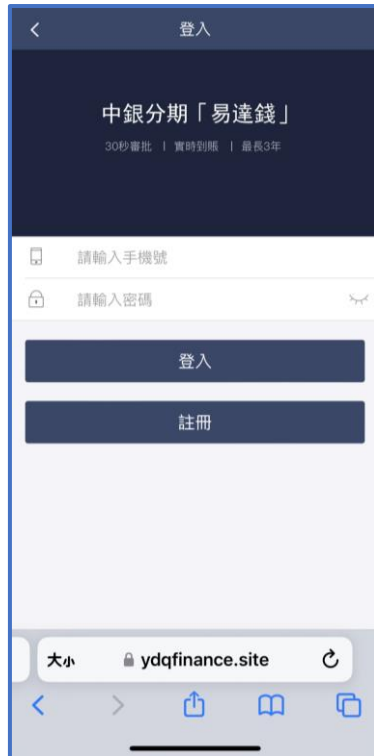 登入
中銀分期「易達錢」
30秒審批 | 實時到賬 | 最長3年
請輸入手機號
請輸入密碼
登入
註冊
大小 ydqfinance.site